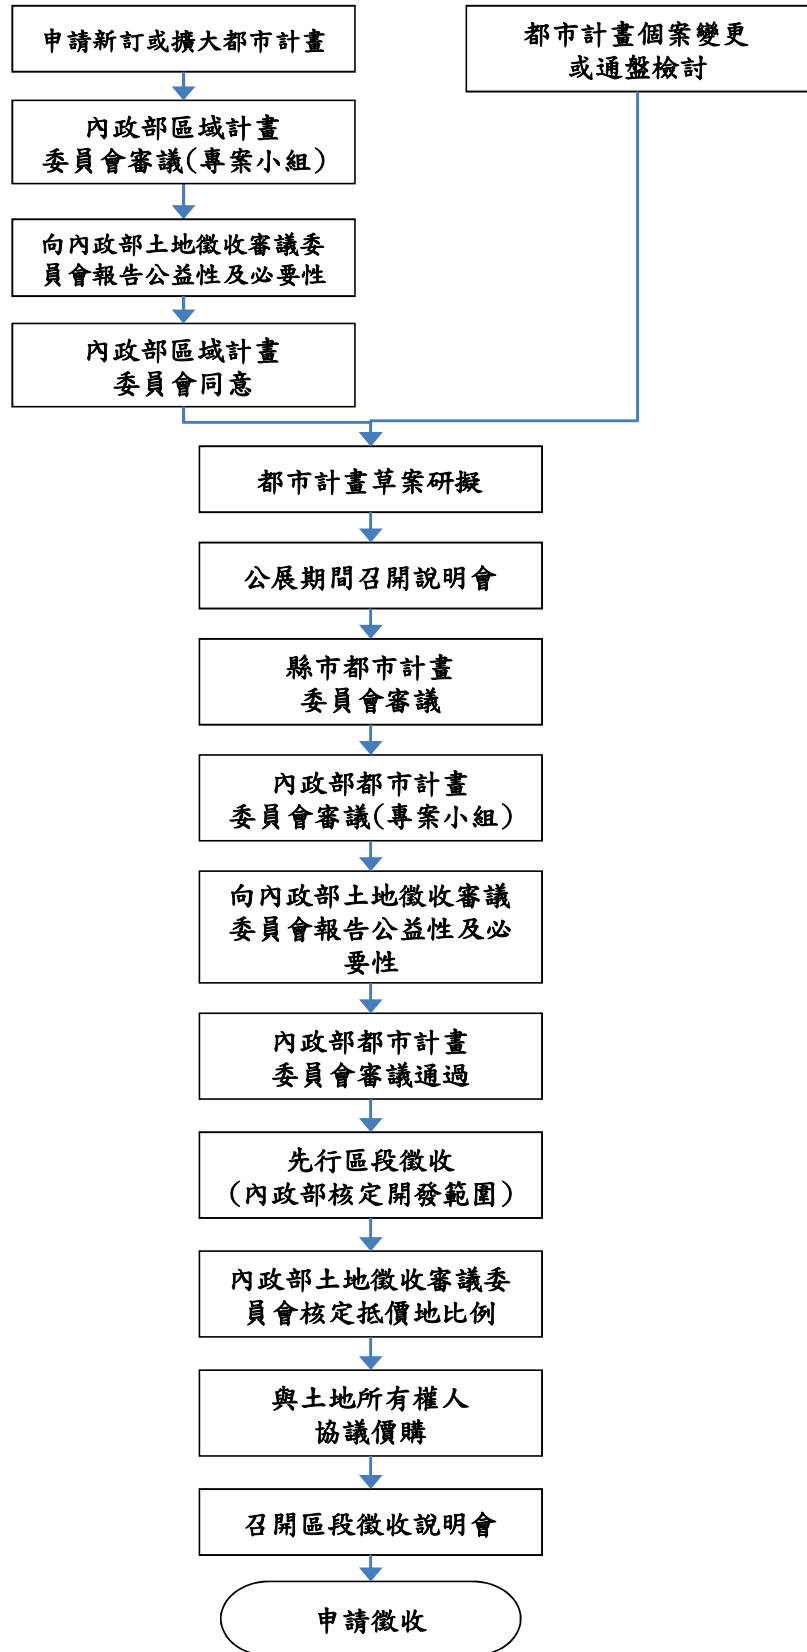 申請新訂或擴大都市計畫
都市計畫個案變更
或通盤檢討
內政部區域計畫
委員會審議(專案小組)
向內政部土地徵收審議委
員會報告公益性及必要性
內政部區域計畫
委員會同意
都市計畫草案研擬
公展期間召開說明會
縣市都市計畫
委員會審議
內政部都市計畫
委員會審議(專案小組)
向內政部土地徵收審議
委員會報告公益性及必
要性
內政部都市計畫
委員會審議通過
先行區段徵收
(內政部核定開發範圍)
內政部土地徵收審議委
員會核定抵價地比例
與土地所有權人
協議價購
召開區段徵收說明會
申請徵收